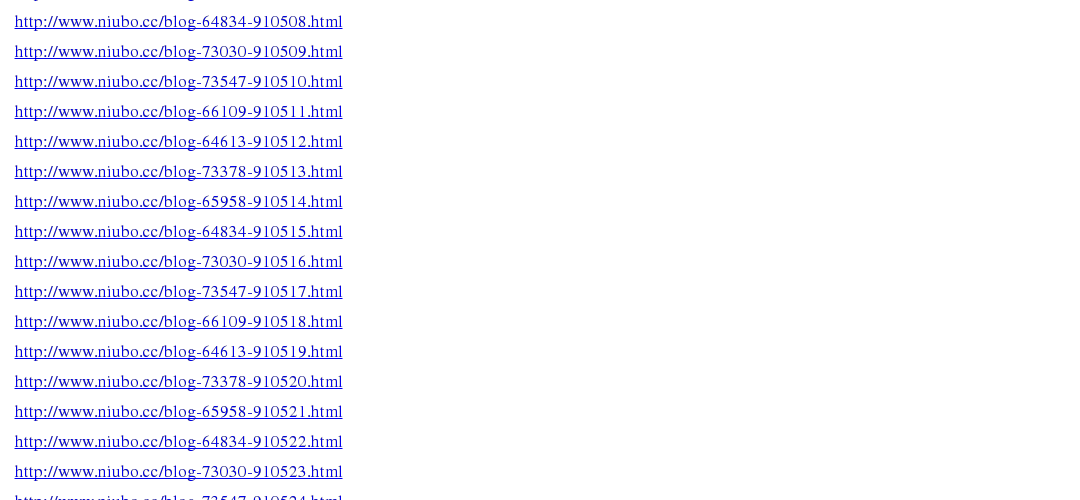 http://www.niubo.cc/blog-64834-910508.html
http://www.niubo.cc/blog-73030-910509.html
http://www.niubo.cc/blog-73547-910510.html
http://www.niubo.cc/blog-66109-910511.html
http://www.niubo.cc/blog-64613-910512.html
http://www.niubo.cc/blog-73378-910513.html
http://www.niubo.cc/blog-65958-910514.html
http://www.niubo.cc/blog-64834-910515.html
http://www.niubo.cc/blog-73030-910516.html
http://www.niubo.cc/blog-73547-910517.html
http://www.niubo.cc/blog-66109-910518.html
http://www.niubo.cc/blog-64613-910519.html
http://www.niubo.cc/blog-73378-910520.html
http://www.niubo.cc/blog-65958-910521.html
http://www.niubo.cc/blog-64834-910522.html
http://www.niubo.cc/blog-73030-910523.html